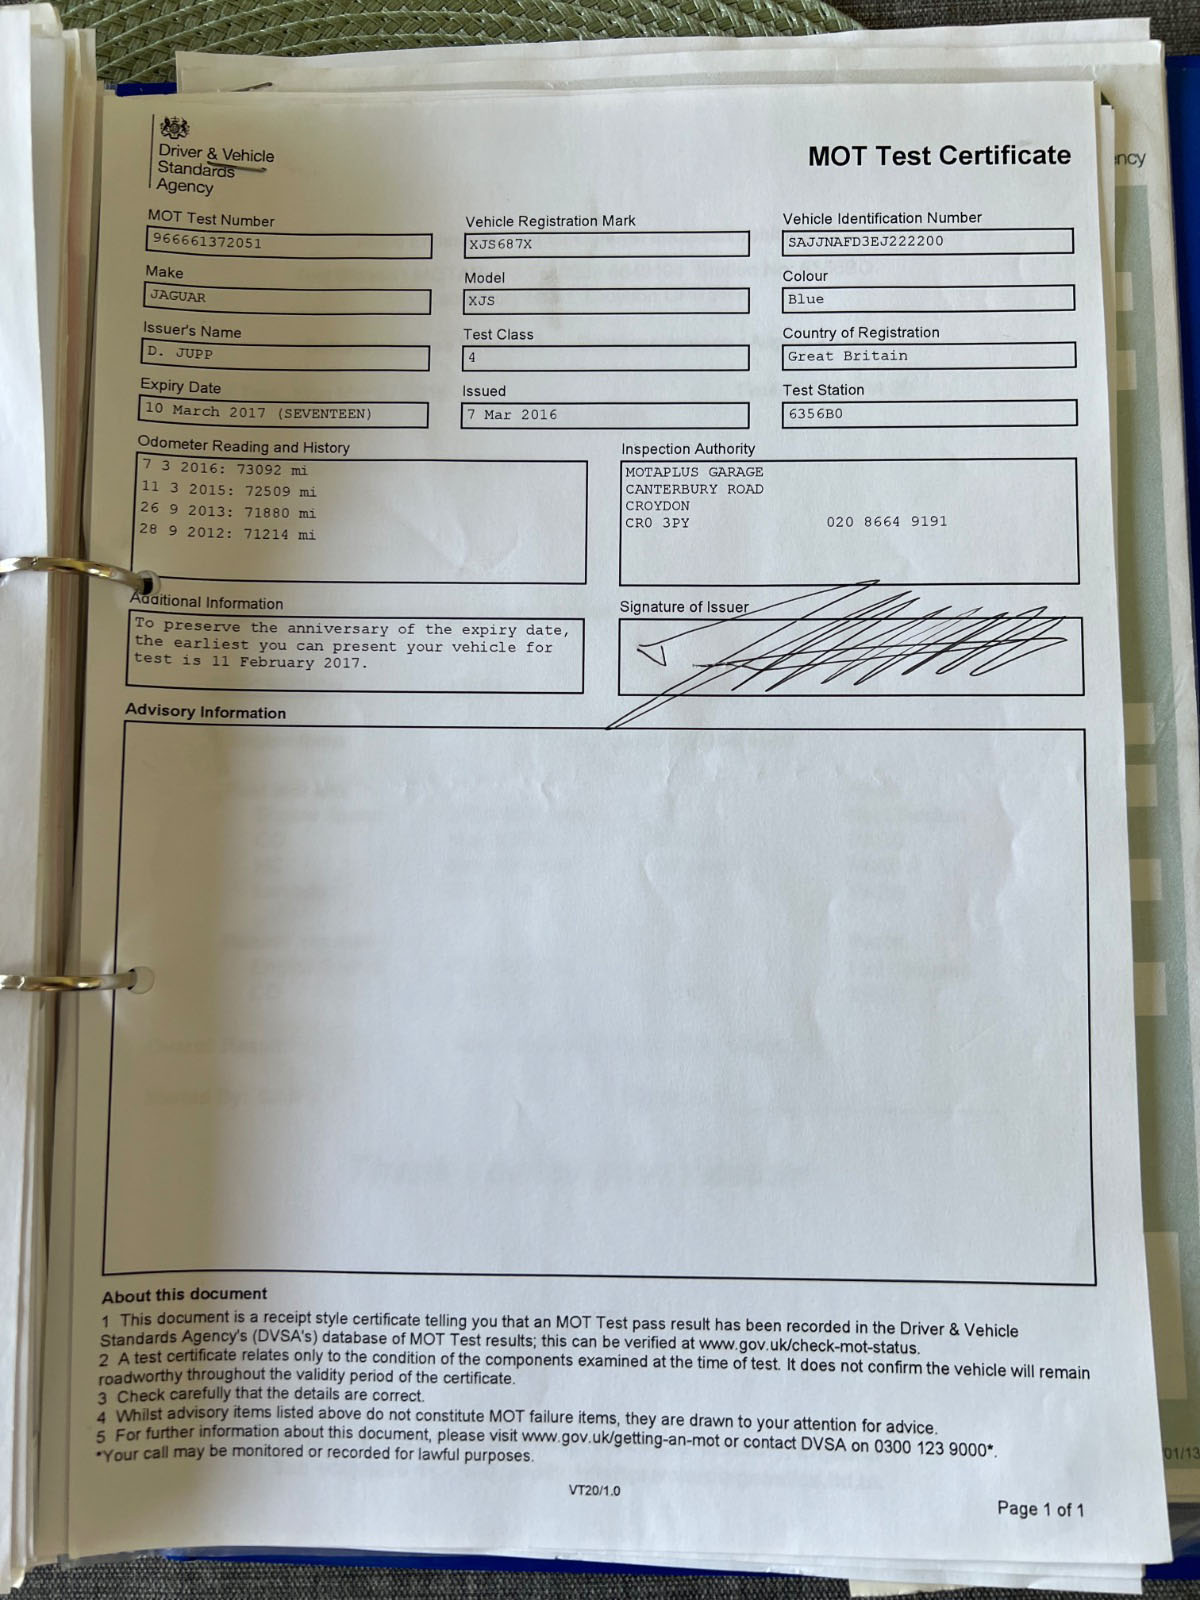 ncy
Driver & Vehicle
Standards
Agency
MOT Test Certificate
MOT Test Number
966661372051
Vehicle Registration Mark
XJS687X
Vehicle Identification Number
SAJJNAFD3EJ222200
Make
JAGUAR
Model
XJS
Colour
Blue
Issuer's Name
D. JUPP
Test Class
4
Country of Registration
Great Britain
Expiry Date
10 March 2017 (SEVENTEEN)
Issued
7 Mar 2016
Test Station
6356B0
Odometer Reading and History
7 3 2016: 73092 mi
11 3 2015: 72509 mi
26 9 2013: 71880 mi
28 9 2012: 71214 mi
Inspection Authority
MOTAPLUS GARAGE
CANTERBURY ROAD
CROYDON
CR0 3PY 020 8664 9191
Additional Information
To preserve the anniversary of the expiry date,
the earliest you can present your vehicle for
test is 11 February 2017.
Signature of Issuer
Advisory Information
About this document
1 This document is a receipt style certificate telling you that an MOT Test pass result has been recorded in the Driver & Vehicle
Standards Agency's (DVSA's) database of MOT Test results; this can be verified at www.gov.uk/check-mot-status.
2 A test certificate relates only to the condition of the components examined at the time of test. It does not confirm the vehicle will remain
roadworthy throughout the validity period of the certificate.
3 Check carefully that the details are correct.
4 Whilst advisory items listed above do not constitute MOT failure items, they are drawn to your attention for advice.
5 For further information about this document, please visit www.gov.uk/getting-an-mot or contact DVSA on 0300 123 9000*.
*Your call may be monitored or recorded for lawful purposes.
VT20/1.0
Page 1 of 1
01/13